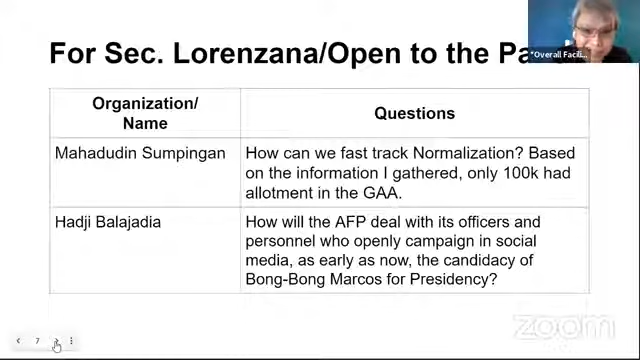 For Sec. Lorenzana/Open to the Pa
*Overall Facili...
Organization/
Name
Questions
Mahadudin Sumpingan
How can we fast track Normalization? Based
on the information I gathered, only 100k had
allotment in the GAA.
Hadji Balajadia
How will the AFP deal with its officers and
personnel who openly campaign in social
media, as early as now, the candidacy of
Bong-Bong Marcos for Presidency?
zoom
7